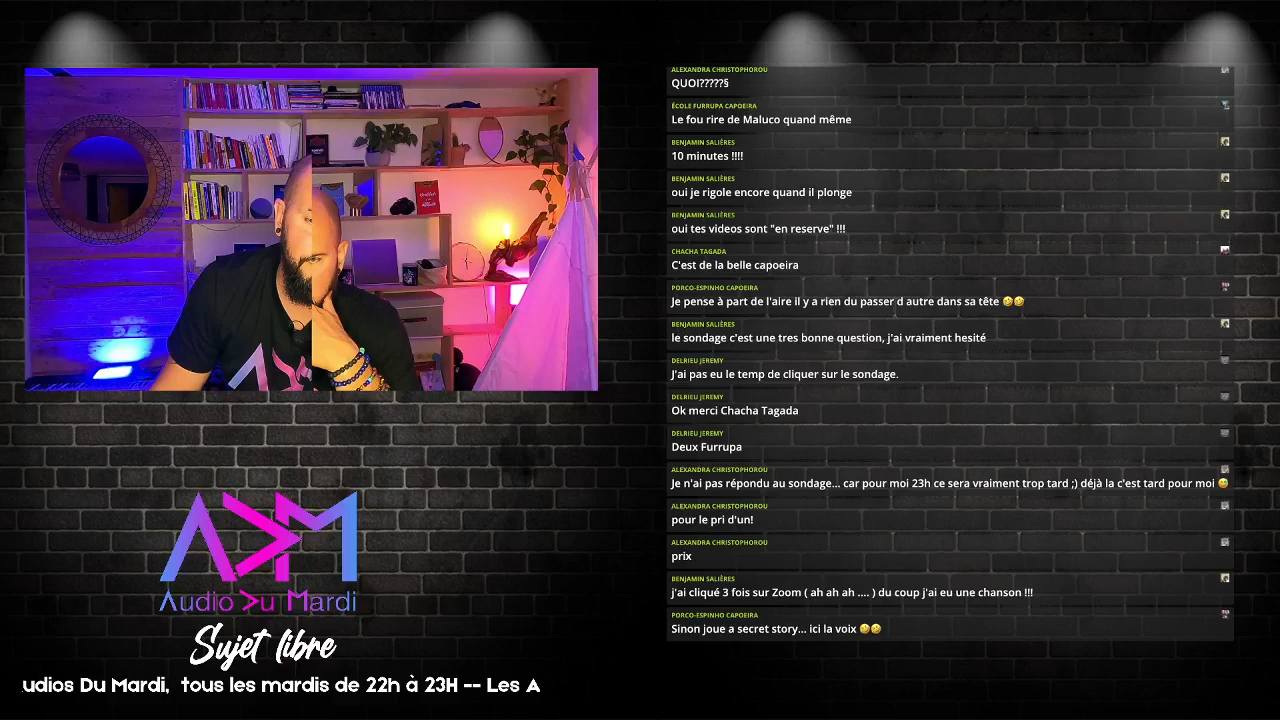 ALEXANDRA CHRISTOPHOROU
QUOI?????§
ÉCOLE FURRUPA CAPOEIRA
Le fou rire de Maluco quand même
BENJAMIN SALIÈRES
10 minutes !!!!
BENJAMIN SALIÈRES
oui je rigole encore quand il plonge
BENJAMIN SALIÈRES
oui tes videos sont "en reserve" !!!
CHACHA TAGADA
C'est de la belle capoeira
PORCO-ESPINHO CAPOEIRA
Je pense à part de l'aire il y a rien du passer d autre dans sa tête 🤣🤣
BENJAMIN SALIÈRES
le sondage c'est une tres bonne question, j'ai vraiment hesité
DELRIEU JEREMY
J'ai pas eu le temp de cliquer sur le sondage.
DELRIEU JEREMY
Ok merci Chacha Tagada
DELRIEU JEREMY
Deux Furrupa
ALEXANDRA CHRISTOPHOROU
Je n'ai pas répondu au sondage... car pour moi 23h ce sera vraiment trop tard ;) déjà la c'est tard pour moi 😅
ALEXANDRA CHRISTOPHOROU
pour le pri d'un!
ALEXANDRA CHRISTOPHOROU
prix
BENJAMIN SALIÈRES
j'ai cliqué 3 fois sur Zoom ( ah ah ah .... ) du coup j'ai eu une chanson !!!
PORCO-ESPINHO CAPOEIRA
Sinon joue a secret story... ici la voix 🤣🤣
ADM
Audio Du Mardi
Sujet libre
udios Du Mardi, tous les mardis de 22h à 23H -- Les A